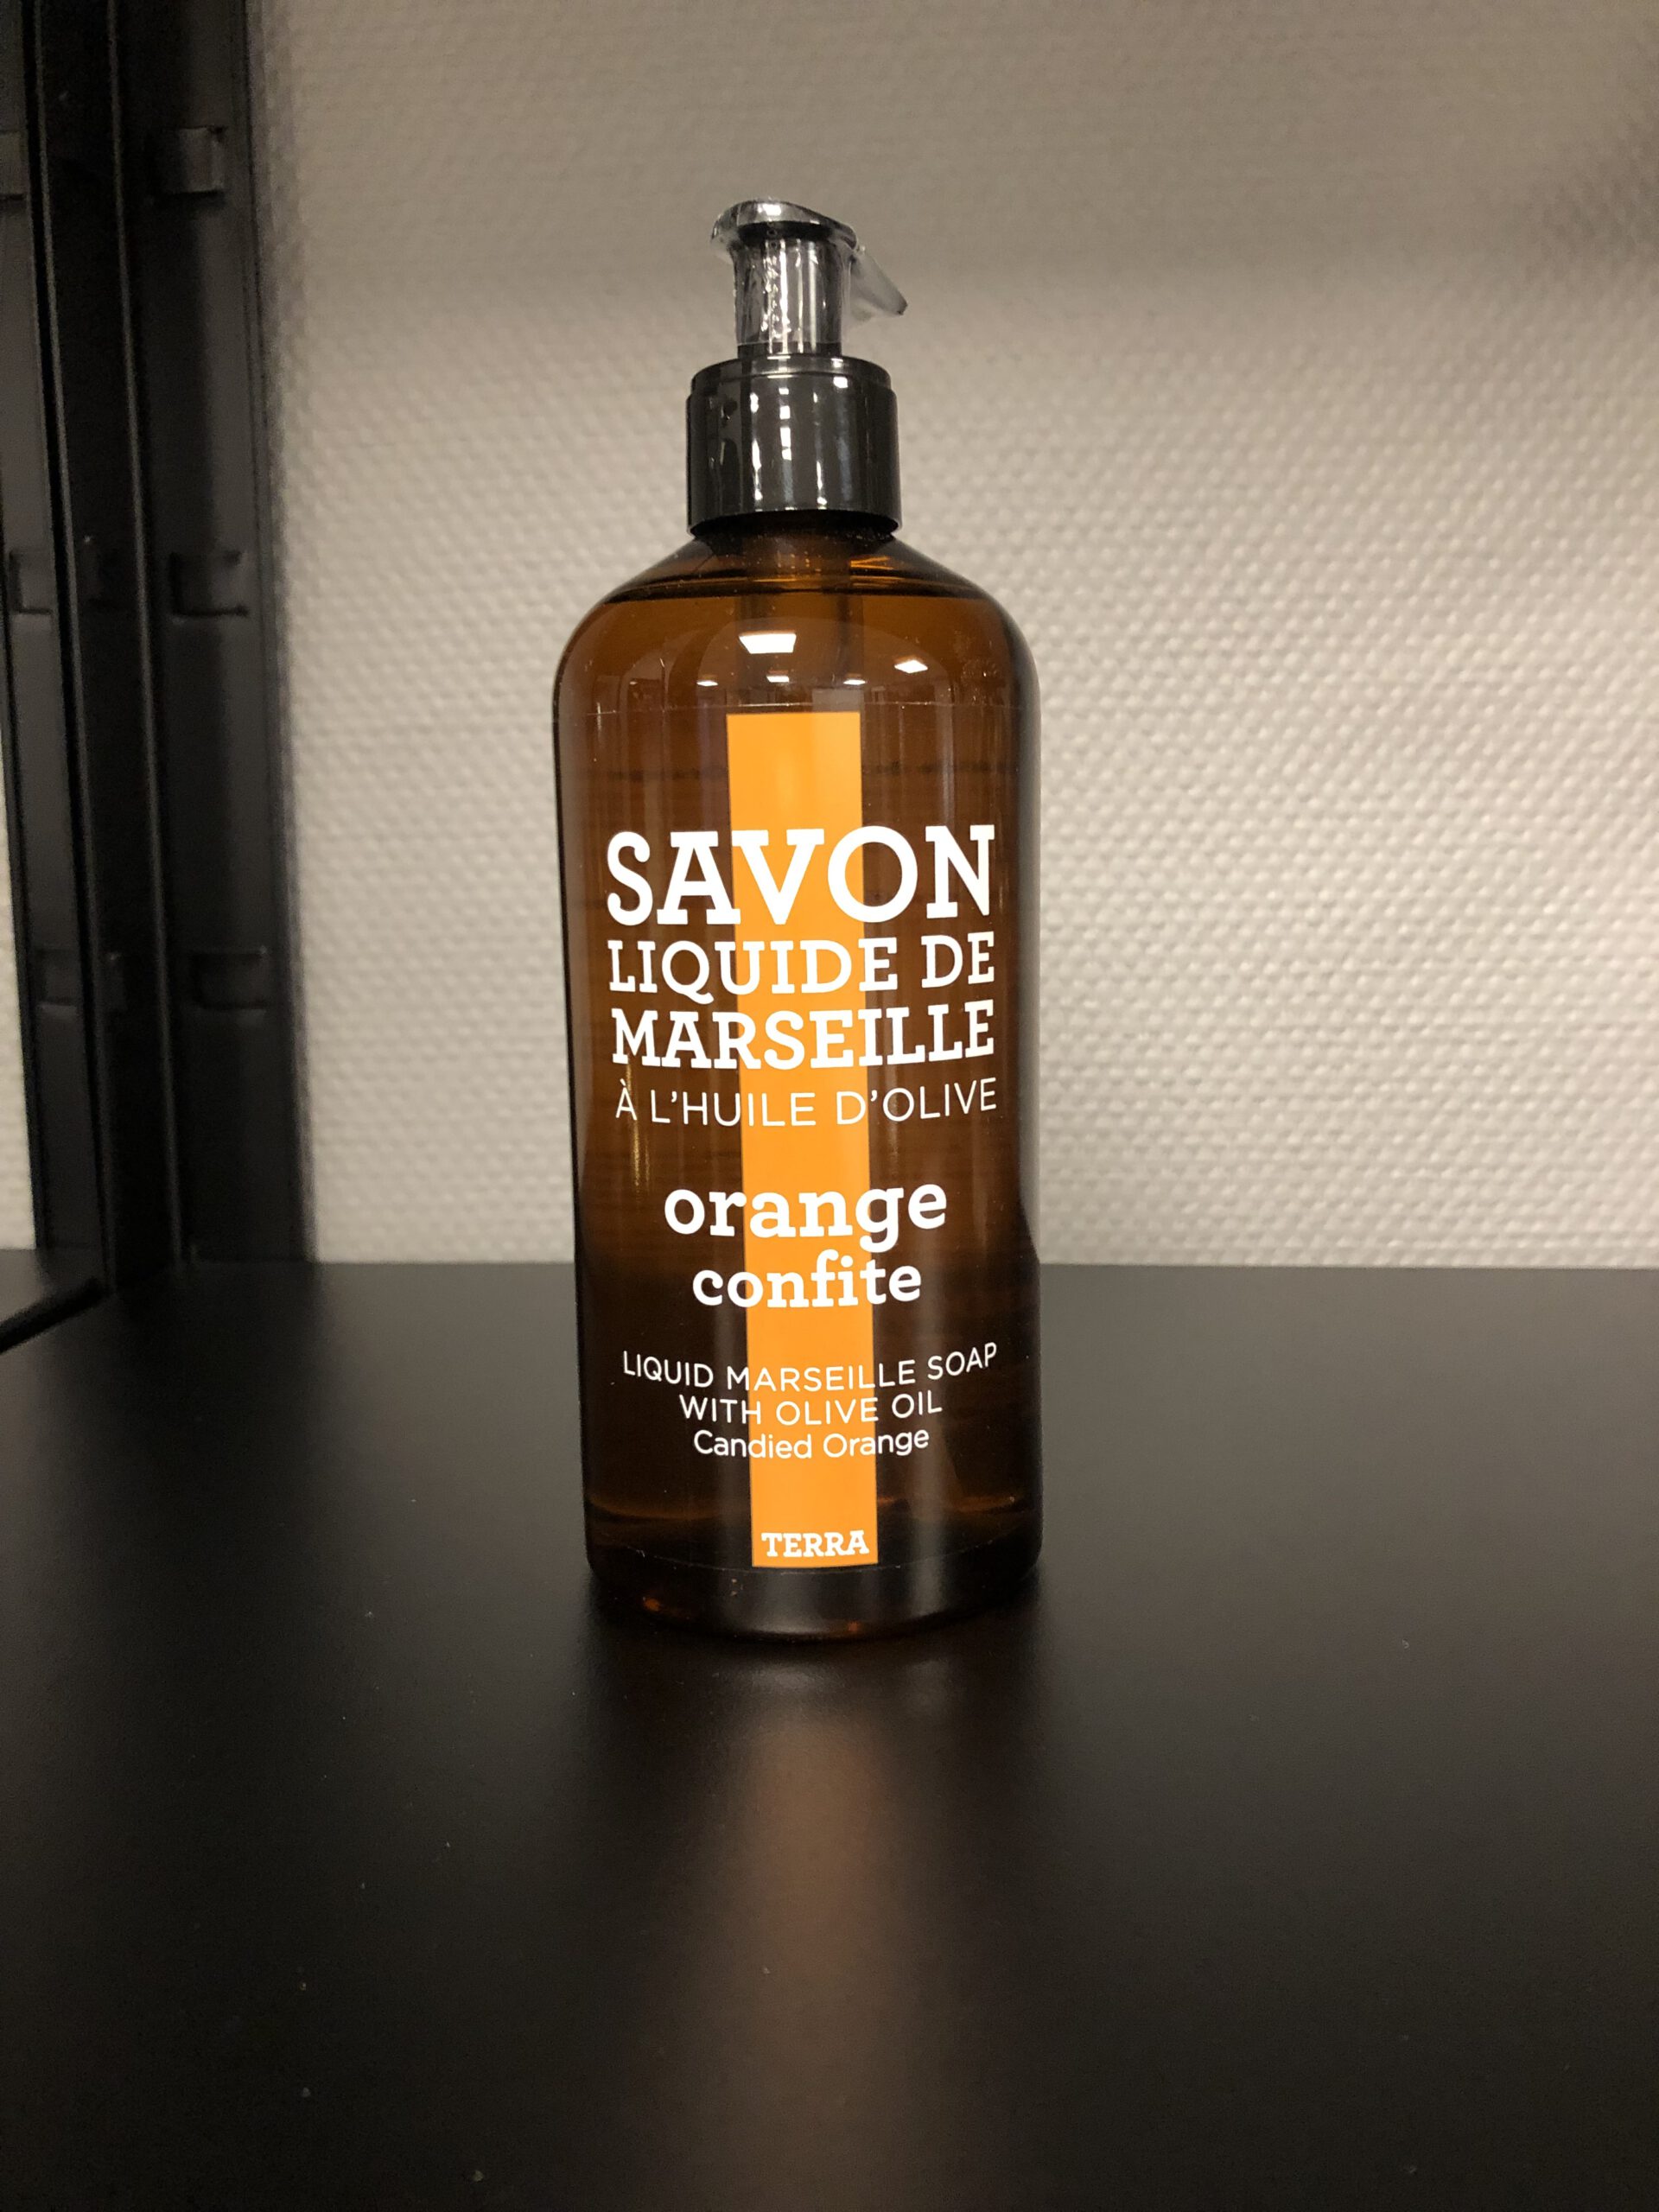 SAVON
LIQUIDE DE
MARSEILLE
À L'HUILE D'OLIVE
orange
confite
LIQUID MARSEILLE SOAP
WITH OLIVE OIL
Candied Orange
TERRA